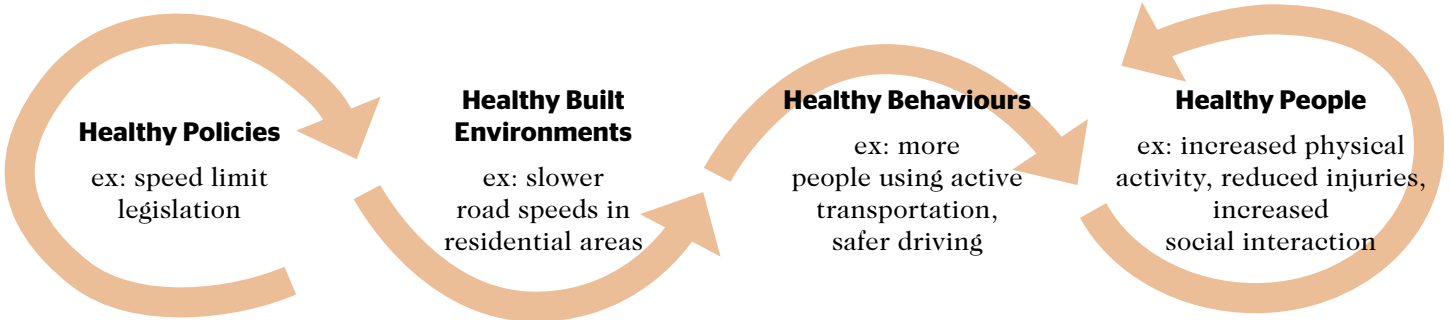 Healthy Policies
ex: speed limit
legislation
Healthy Built
Environments
ex: slower
road speeds in
residential areas
Healthy Behaviours
ex: more
people using active
transportation,
safer driving
Healthy People
ex: increased physical
activity, reduced injuries,
increased
social interaction